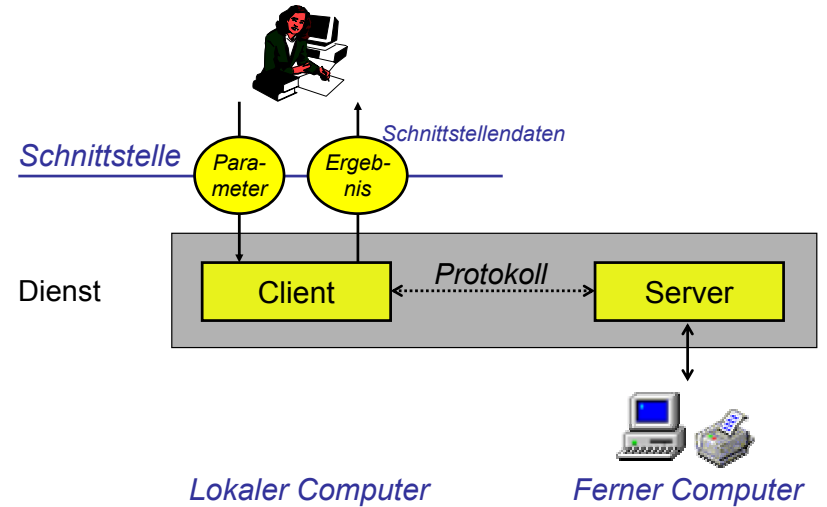 Schnittstellendaten
Schnittstelle
Para-
meter
Ergeb-
nis
Dienst
Client
Protokoll
Server
Lokaler Computer
Ferner Computer